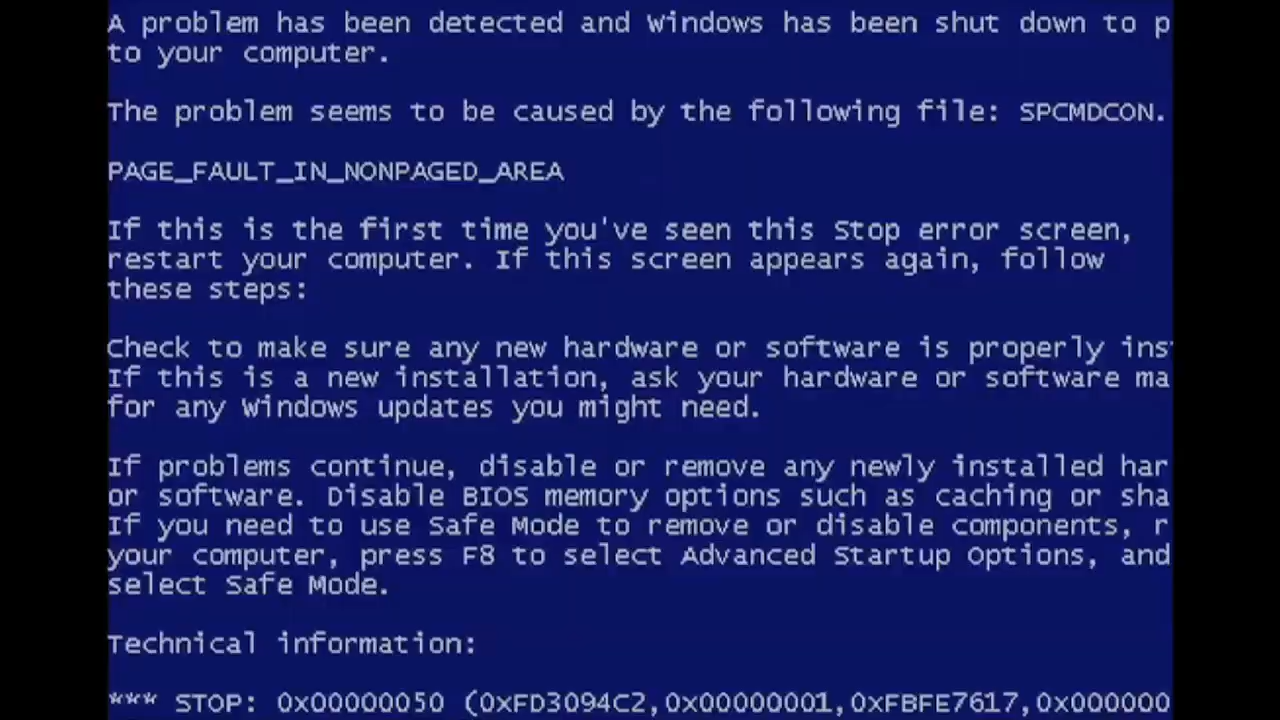 A problem has been detected and Windows has been shut down to p
to your computer.
The problem seems to be caused by the following file: SPCMDCON.
PAGE_FAULT_IN_NONPAGED_AREA
If this is the first time you've seen this Stop error screen,
restart your computer. If this screen appears again, follow
these steps:
Check to make sure any new hardware or software is properly inst
If this is a new installation, ask your hardware or software ma
for any Windows updates you might need.
If problems continue, disable or remove any newly installed har
or software. Disable BIOS memory options such as caching or sha
If you need to use Safe Mode to remove or disable components, r
your computer, press F8 to select Advanced Startup Options, and
select Safe Mode.
Technical information:
*** STOP: 0x00000050 (0xFD3094C2,0x00000001,0xFBFE7617,0x000000